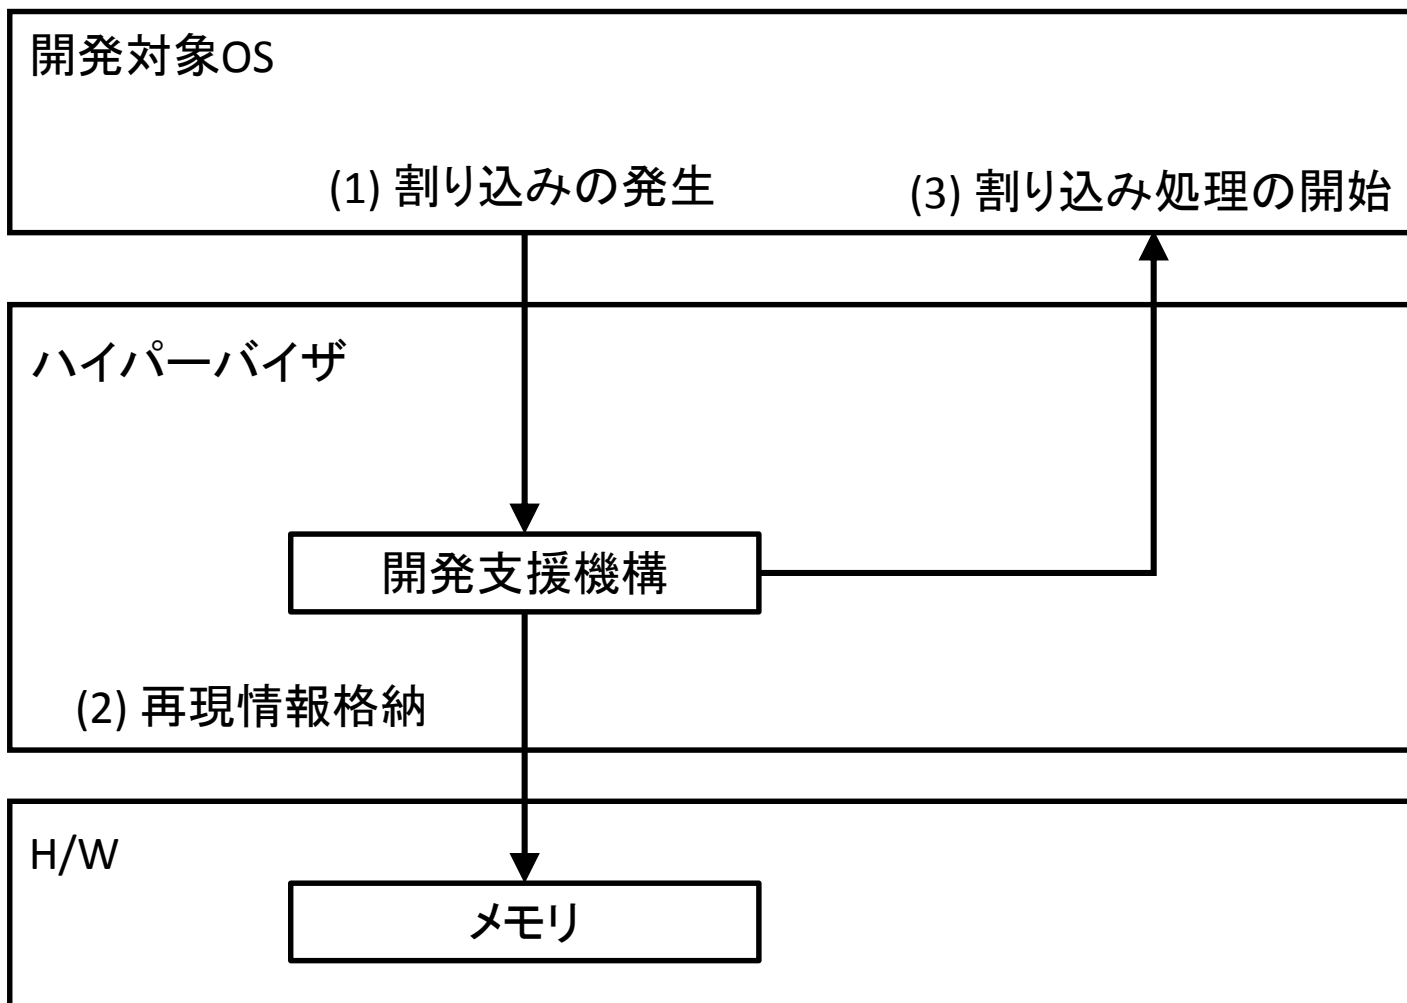 開発対象OS
(1) 割り込みの発生
(3) 割り込み処理の開始
ハイパーバイザ
開発支援機構
(2) 再現情報格納
H/W
メモリ